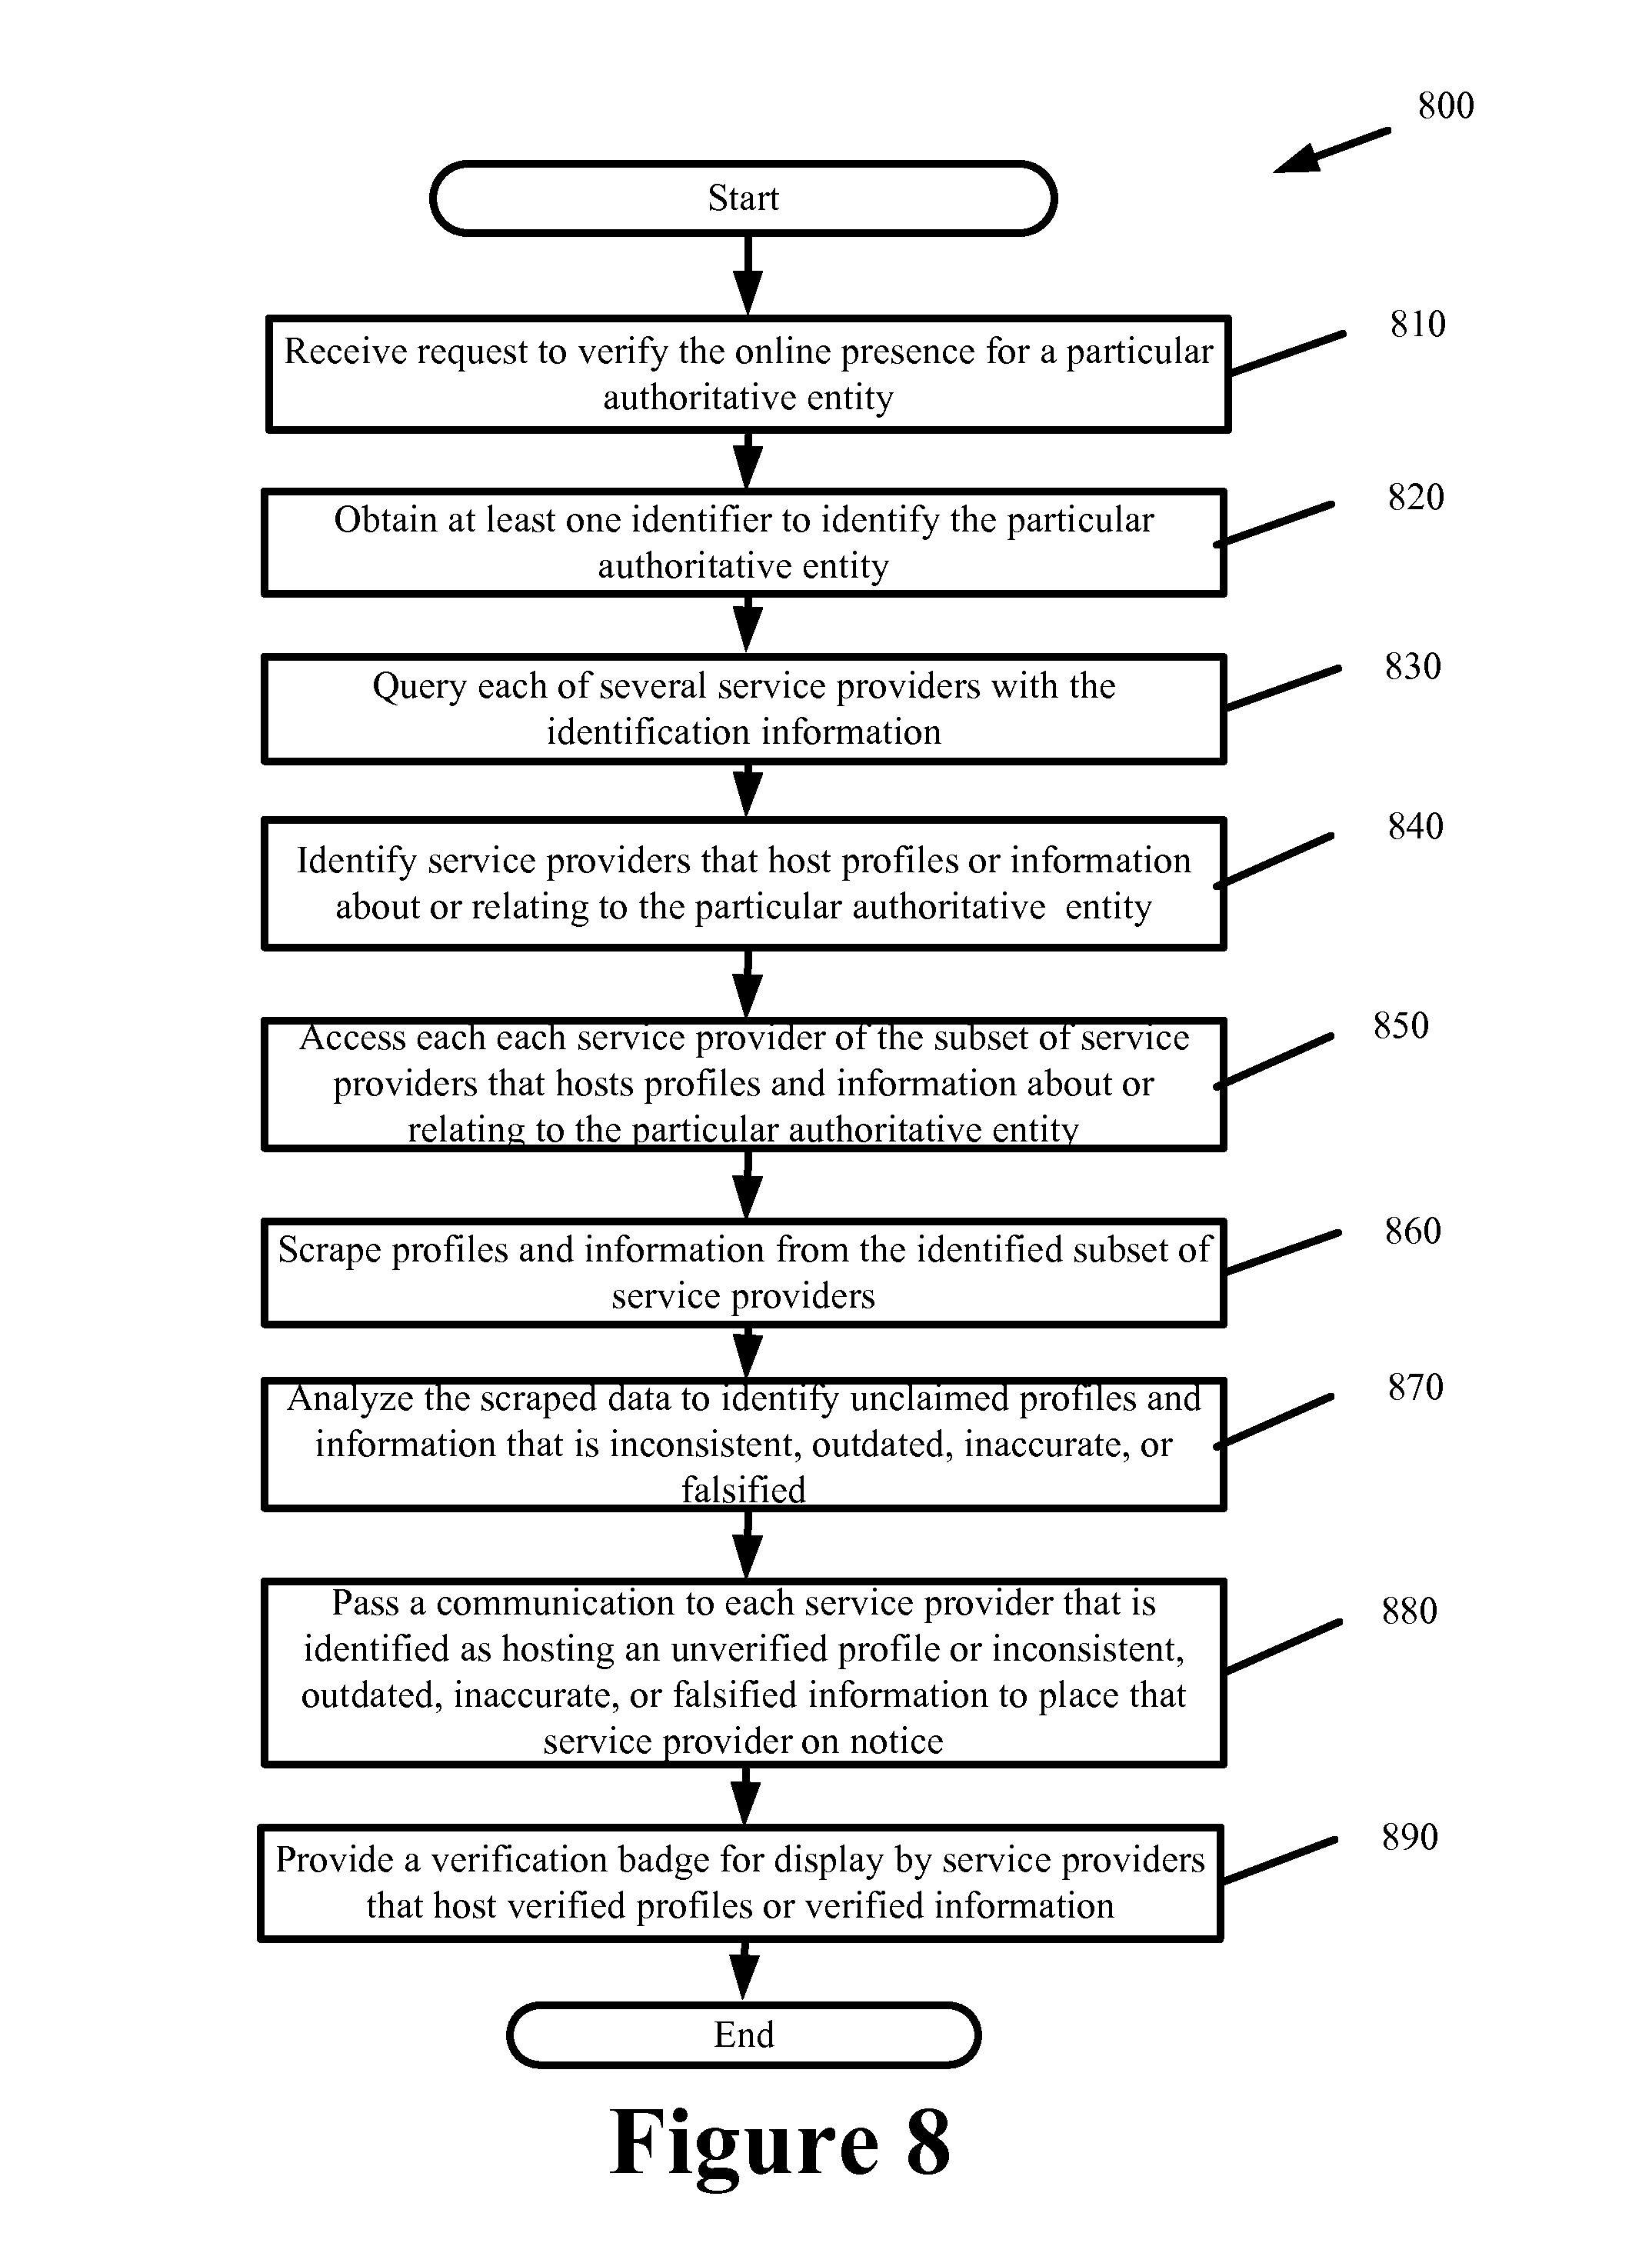 800
Start
Receive request to verify the online presence for a particular
authoritative entity
810
Obtain at least one identifier to identify the particular
authoritative entity
820
Query each of several service providers with the
identification information
830
Identify service providers that host profiles or information
about or relating to the particular authoritative entity
840
Access each each service provider of the subset of service
providers that hosts profiles and information about or
relating to the particular authoritative entity
850
Scrape profiles and information from the identified subset of
service providers
860
Analyze the scraped data to identify unclaimed profiles and
information that is inconsistent, outdated, inaccurate, or
falsified
870
Pass a communication to each service provider that is
identified as hosting an unverified profile or inconsistent,
outdated, inaccurate, or falsified information to place that
service provider on notice
880
Provide a verification badge for display by service providers
that host verified profiles or verified information
890
End
Figure 8